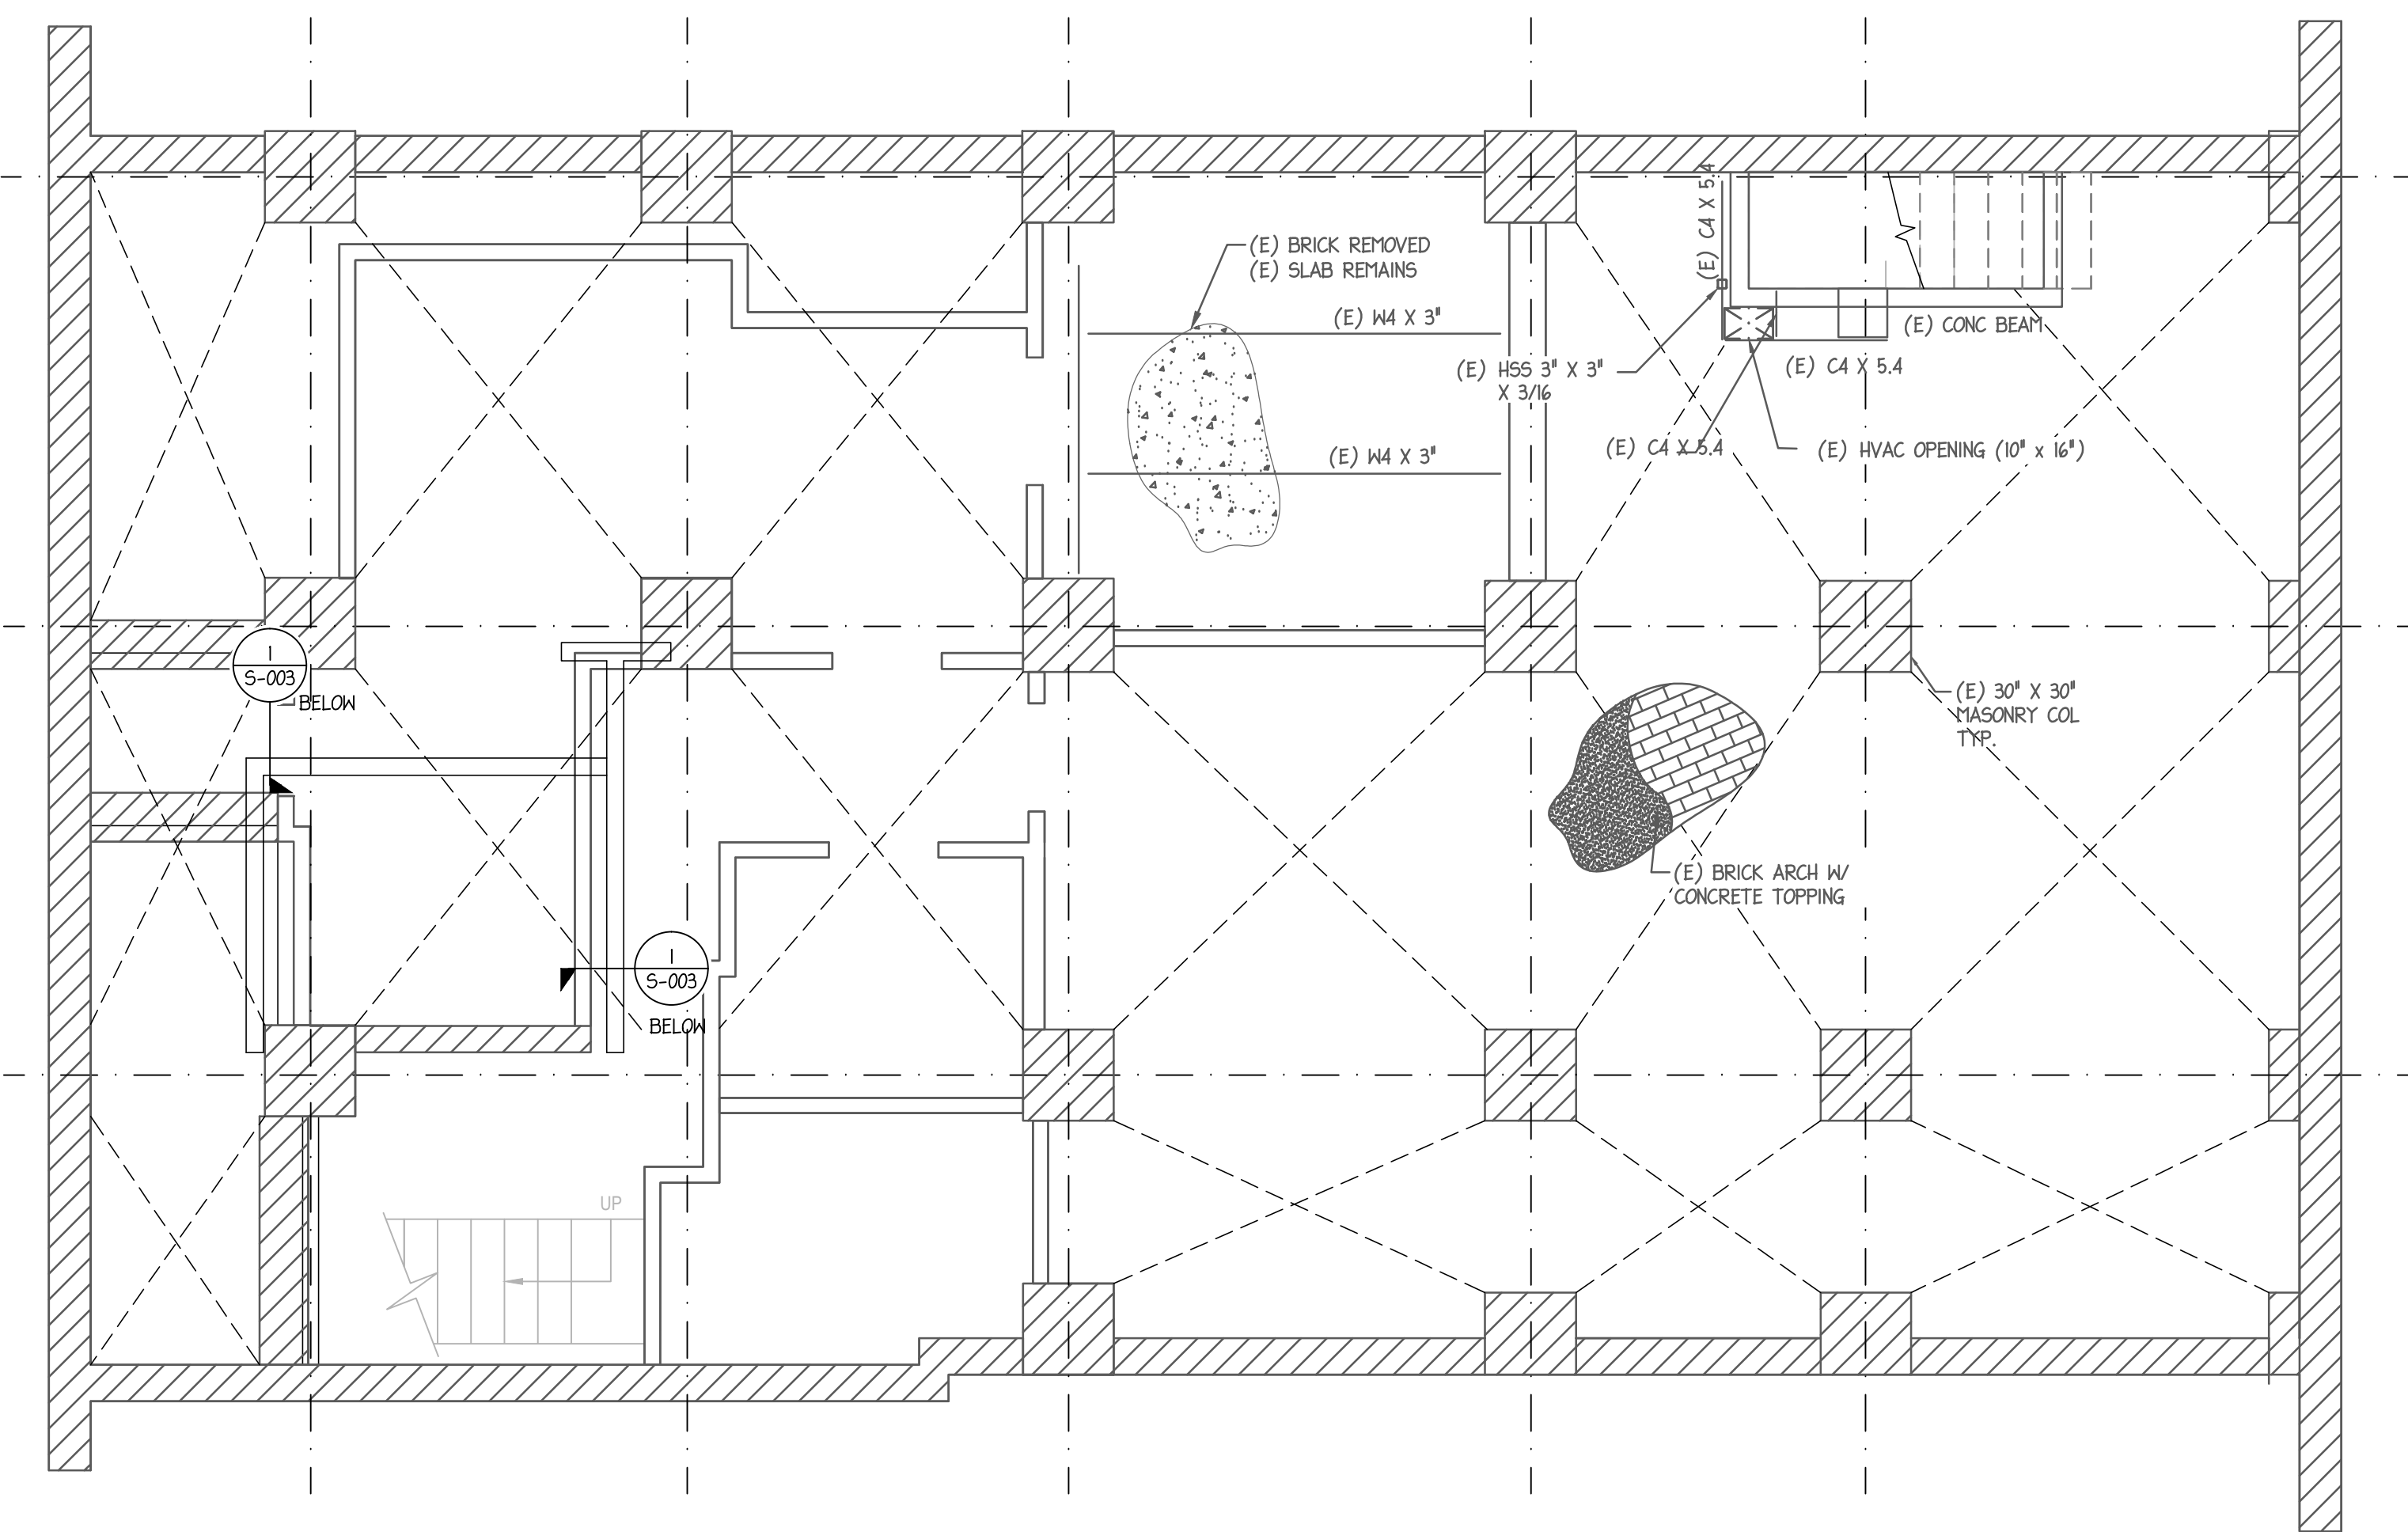 (E) C4 X 5.4
(E) BRICK REMOVED
(E) SLAB REMAINS
(E) W4 X 3"
(E) CONC BEAM
(E) HSS 3" X 3"
X 3/16
(E) C4 X 5.4
(E) W4 X 3"
(E) C4 X 5.4
(E) HVAC OPENING (10" x 16")
1
S-003
BELOW
(E) 30" X 30"
MASONRY COL
TYP.
(E) BRICK ARCH W/
CONCRETE TOPPING
1
S-003
BELOW
UP